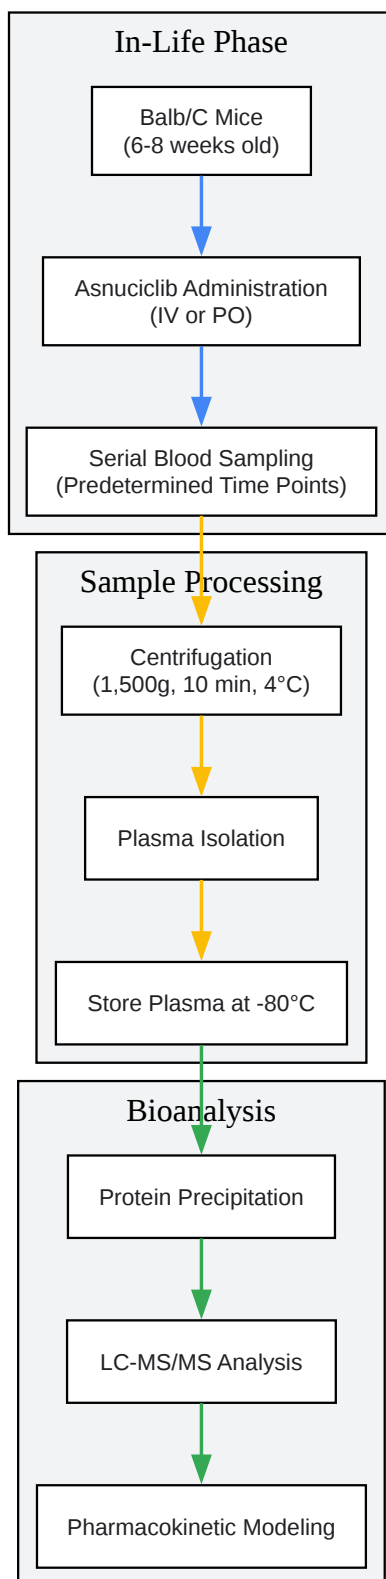 In-Life Phase
Balb/C Mice
(6-8 weeks old)
Asnuciclib Administration
(IV or PO)
Serial Blood Sampling
(Predetermined Time Points)
Sample Processing
Centrifugation
(1,500g, 10 min, 4°C)
Plasma Isolation
Store Plasma at -80°C
Bioanalysis
Protein Precipitation
LC-MS/MS Analysis
Pharmacokinetic Modeling